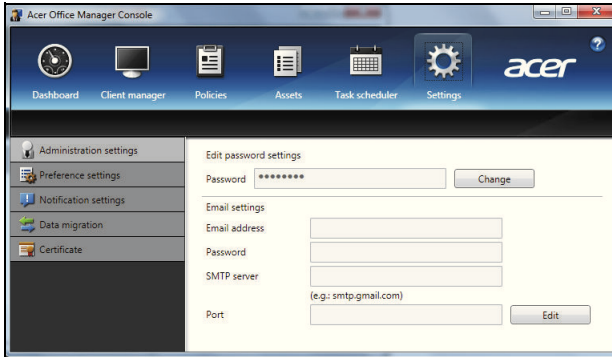 Acer Office Manager Console
Dashboard Client manager Policies Assets Task scheduler Settings acer ?
Administration settings
Preference settings
Notification settings
Data migration
Certificate
Edit password settings
Password ******** Change
Email settings
Email address
Password
SMTP server
(e.g.: smtp.gmail.com)
Port Edit